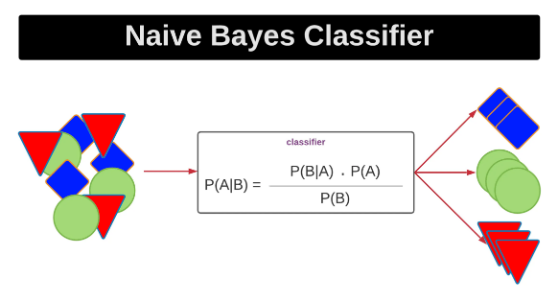 Naive Bayes Classifier
classifier
P(B|A) . P(A)
P(A|B) =
P(B)